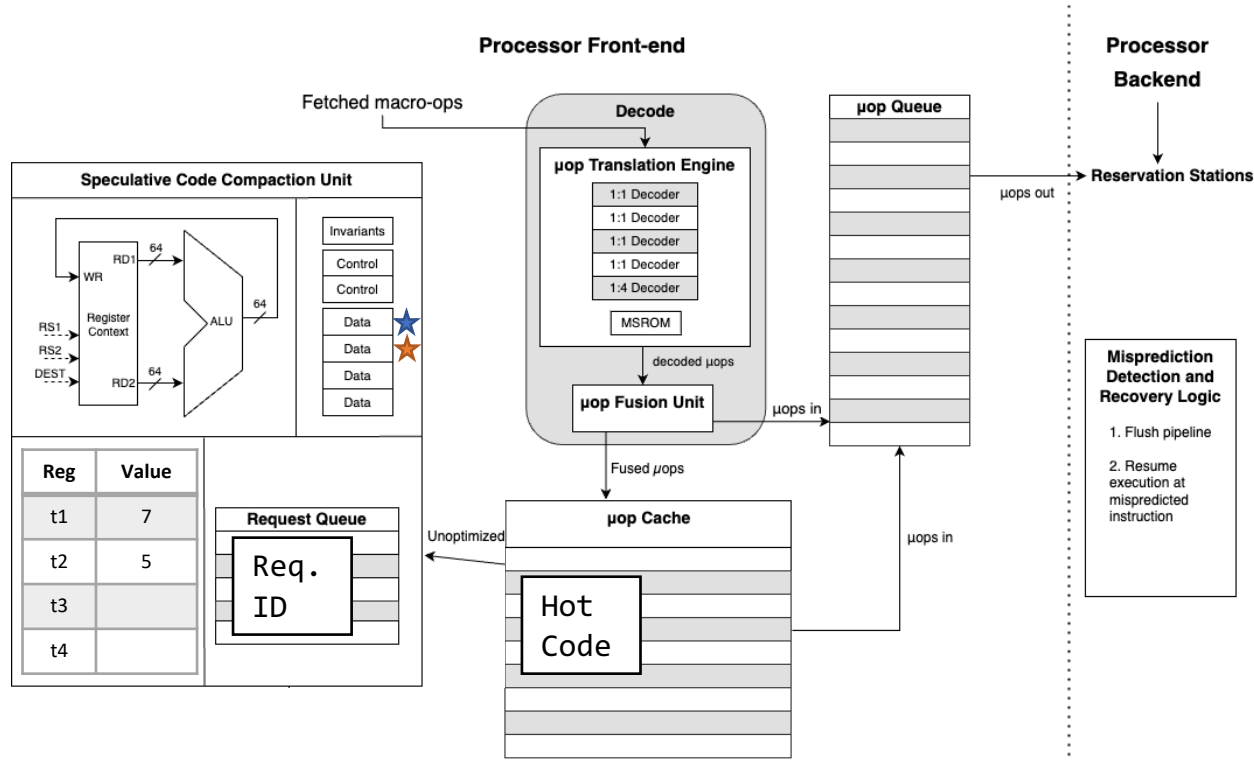 Processor Front-end
Processor
Backend
Fetched macro-ops
Decode
µop Translation Engine
1:1 Decoder
1:1 Decoder
1:1 Decoder
1:1 Decoder
1:4 Decoder
MSROM
decoded µops
µop Fusion Unit
µops in
Fused µops
µop Queue
µops out
Reservation Stations
Speculative Code Compaction Unit
WR
RD1
64
Register
Context
RS1
RS2
DEST
RD2
64
ALU
64
Invariants
Control
Control
Data
Data
Data
Data
Reg Value
t1 7
t2 5
t3
t4
Request Queue
Req.
ID
Unoptimized
µop Cache
Hot
Code
µops in
Misprediction
Detection and
Recovery Logic
1. Flush pipeline
2. Resume
execution at
mispredicted
instruction